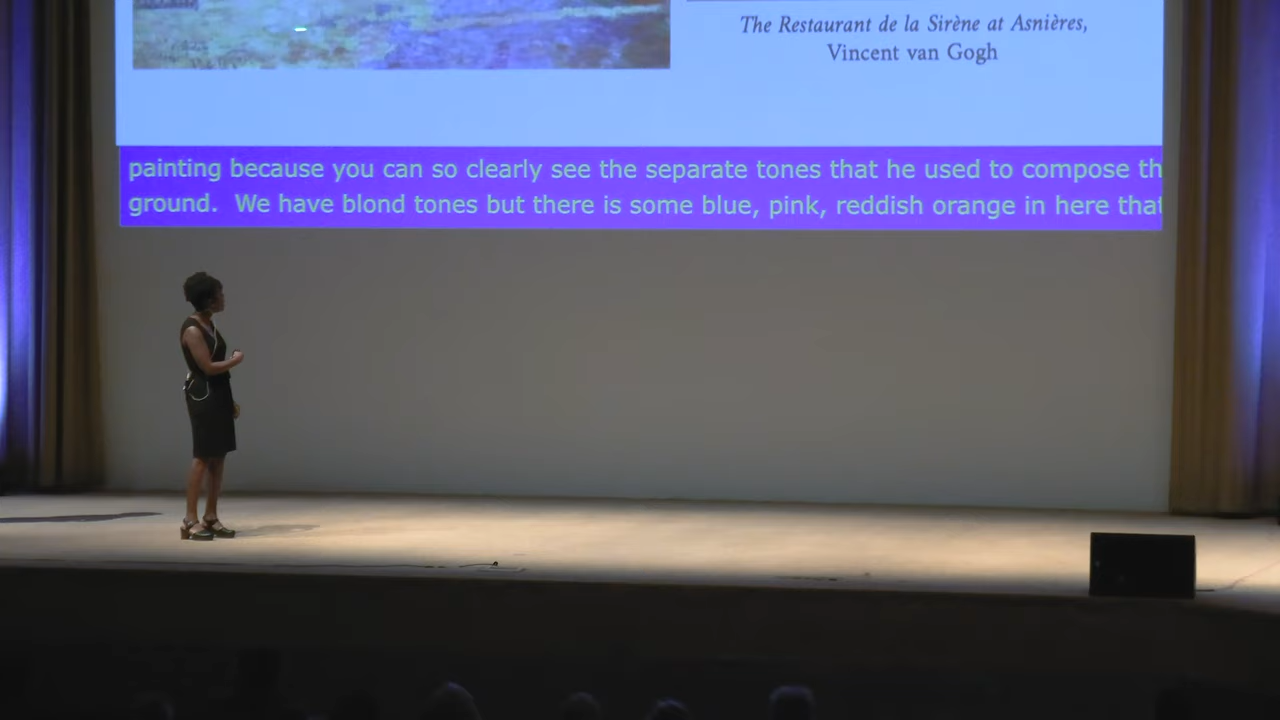 The Restaurant de la Sirène at Asnières,
Vincent van Gogh
painting because you can so clearly see the separate tones that he used to compose th
ground. We have blond tones but there is some blue, pink, reddish orange in here that